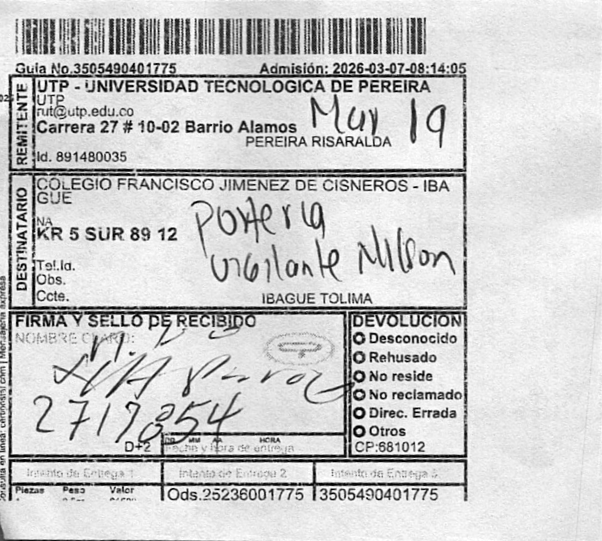 Guia No.3505490401775 Admisión: 2026-03-07-08:14:05
REMITENTE
UTP - UNIVERSIDAD TECNOLOGICA DE PEREIRA
UTP
rut@utp.edu.co
Carrera 27 # 10-02 Barrio Alamos
Mar 19
PEREIRA RISARALDA
Id. 891480035
DESTINATARIO
COLEGIO FRANCISCO JIMENEZ DE CISNEROS - IBA
GUE
NA
KR 5 SUR 89 12
Porteria
vigilante Nilson
Tel.Id.
Obs.
Ccte.
IBAGUE TOLIMA
FIRMA Y SELLO DE RECIBIDO
NOMBRE CLARO:
2717854
D+2
DD MM AA HORA
Fecha y Hora de entrega
DEVOLUCION
Desconocido
Rehusado
No reside
No reclamado
Direc. Errada
Otros
CP:681012
Intento de Entrega 1 Intento de Entrega 2 Intento de Entrega 3
Piezas Peso Valor
Ods.25236001775 3505490401775